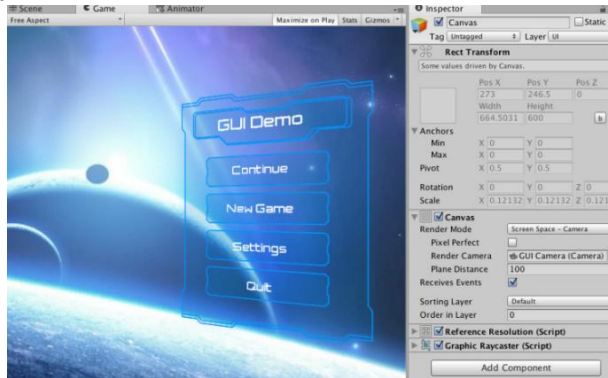 Scene Game Animator
Free Aspect Maximize on Play Stats Gizmos
GUI Demo
Continue
New Game
Settings
Quit
Inspector
Canvas Static
Tag Untagged Layer UI
Rect Transform
Some values driven by Canvas.
Pos X Pos Y Pos Z
273 246.5 0
Width Height
664.5031 600
Anchors
Min X 0 Y 0
Max X 0 Y 0
Pivot X 0.5 Y 0.5
Rotation X 0 Y 0 Z 0
Scale X 0.12132 Y 0.12132 Z 0.1213
Canvas
Render Mode Screen Space - Camera
Pixel Perfect
Render Camera GUI Camera (Camera)
Plane Distance 100
Receives Events
Sorting Layer Default
Order in Layer 0
Reference Resolution (Script)
Graphic Raycaster (Script)
Add Component